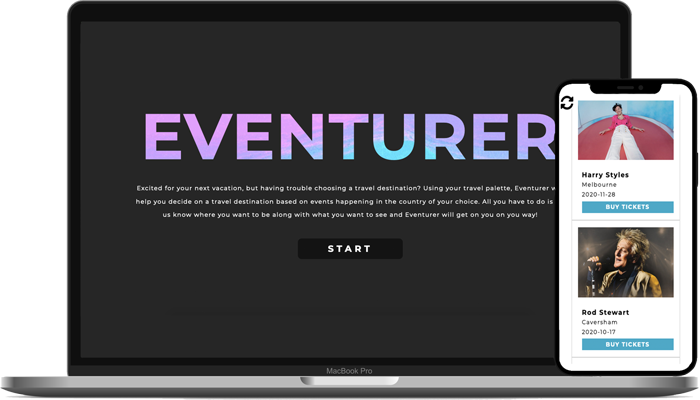 EVENTURER
Excited for your next vacation, but having trouble choosing a travel destination? Using your travel palette, Eventurer
help you decide on a travel destination based on events happening in the country of your choice. All you have to do is
us know where you want to be along with what you want to see and Eventurer will get on you on you way!
START
MacBook Pro
Harry Styles
Melbourne
2020-11-28
BUY TICKETS
Rod Stewart
Caversham
2020-10-17
BUY TICKETS